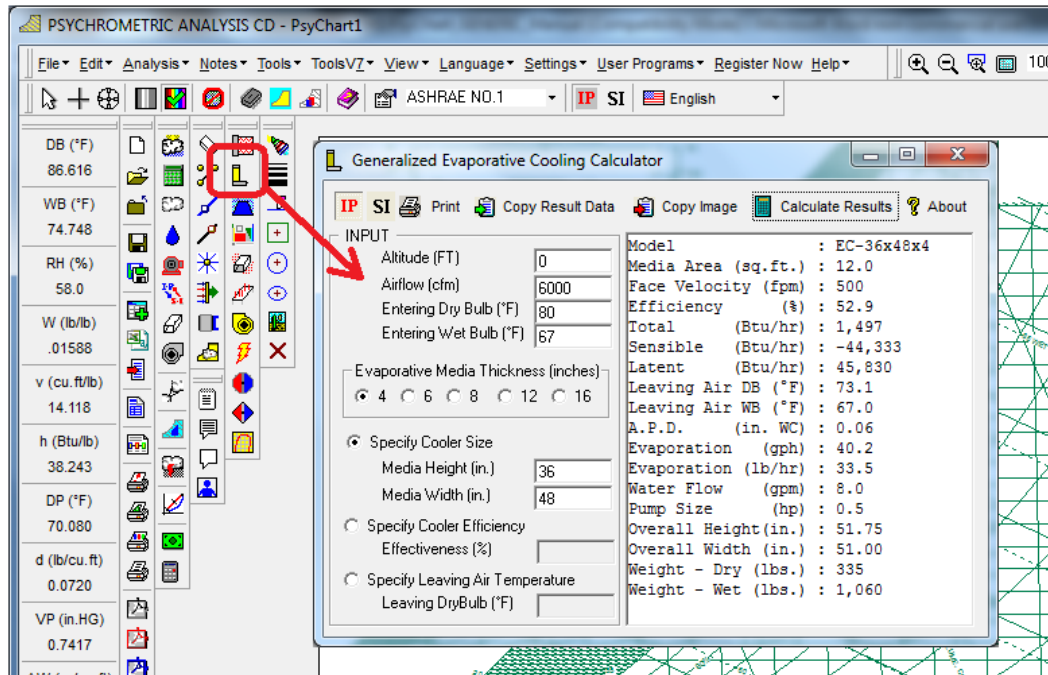 PSYCHROMETRIC ANALYSIS CD - PsyChart1
File Edit Analysis Notes Tools ToolsV7 View Language Settings User Programs Register Now Help
ASHRAE NO.1 IP SI English
DB (°F)
86.616
WB (°F)
74.748
RH (%)
58.0
W (lb/lb)
.01588
v (cu.ft/lb)
14.118
h (Btu/lb)
38.243
DP (°F)
70.080
d (lb/cu.ft)
0.0720
VP (in.HG)
0.7417
Generalized Evaporative Cooling Calculator
IP SI Print Copy Result Data Copy Image Calculate Results About
INPUT
Altitude (FT) 0
Airflow (cfm) 6000
Entering Dry Bulb (°F) 80
Entering Wet Bulb (°F) 67
Evaporative Media Thickness (inches)
4 6 8 12 16
Specify Cooler Size
Media Height (in.) 36
Media Width (in.) 48
Specify Cooler Efficiency
Effectiveness (%)
Specify Leaving Air Temperature
Leaving DryBulb (°F)
Model : EC-36x48x4
Media Area (sq.ft.) : 12.0
Face Velocity (fpm) : 500
Efficiency (%) : 52.9
Total (Btu/hr) : 1,497
Sensible (Btu/hr) : -44,333
Latent (Btu/hr) : 45,830
Leaving Air DB (°F) : 73.1
Leaving Air WB (°F) : 67.0
A.P.D. (in. WC) : 0.06
Evaporation (gph) : 40.2
Evaporation (lb/hr) : 33.5
Water Flow (gpm) : 8.0
Pump Size (hp) : 0.5
Overall Height(in.) : 51.75
Overall Width (in.) : 51.00
Weight - Dry (lbs.) : 335
Weight - Wet (lbs.) : 1,060